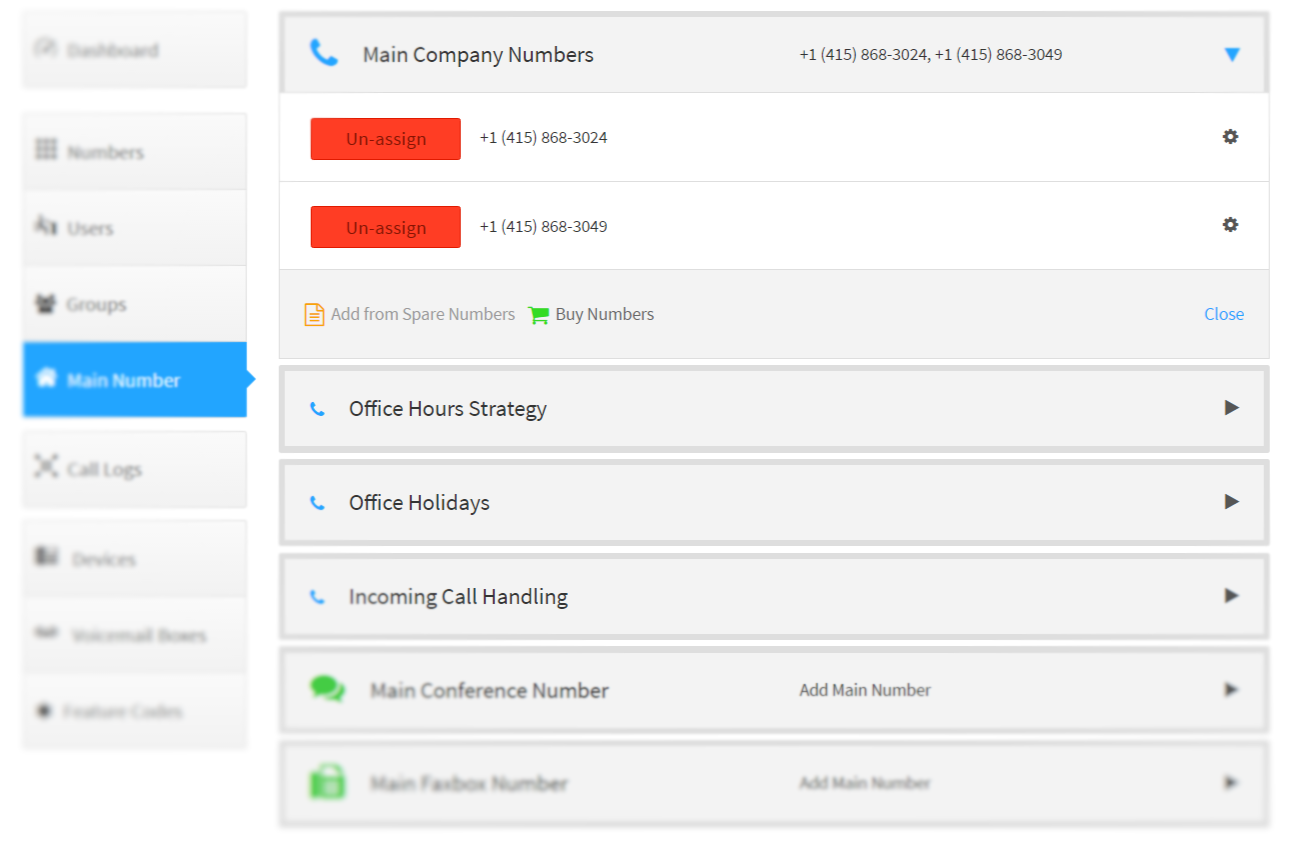 Dashboard
Numbers
Users
Groups
Main Number
Call Logs
Devices
Voicemail Boxes
Feature Codes
Main Company Numbers +1 (415) 868-3024, +1 (415) 868-3049
Un-assign +1 (415) 868-3024
Un-assign +1 (415) 868-3049
Add from Spare Numbers Buy Numbers Close
Office Hours Strategy
Office Holidays
Incoming Call Handling
Main Conference Number Add Main Number
Main Faxbox Number Add Main Number